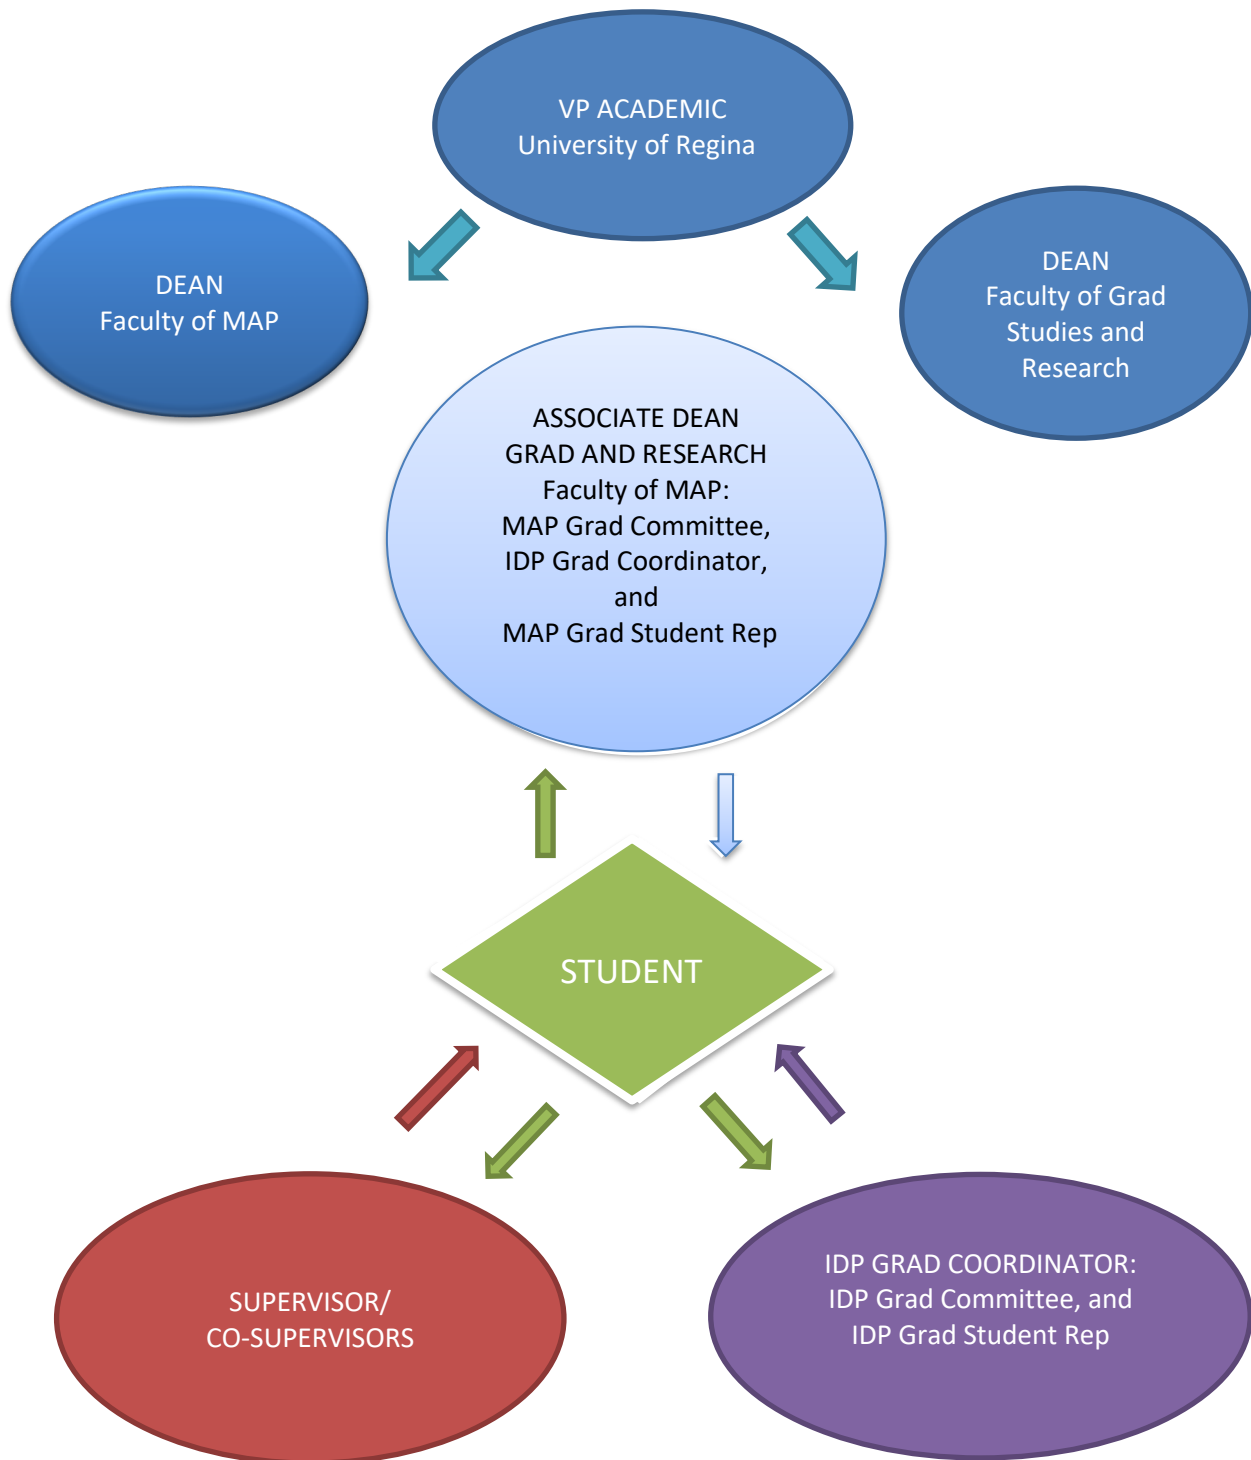 VP ACADEMIC
University of Regina
DEAN
Faculty of MAP
DEAN
Faculty of Grad
Studies and
Research
ASSOCIATE DEAN
GRAD AND RESEARCH
Faculty of MAP:
MAP Grad Committee,
IDP Grad Coordinator,
and
MAP Grad Student Rep
STUDENT
SUPERVISOR/
CO-SUPERVISORS
IDP GRAD COORDINATOR:
IDP Grad Committee, and
IDP Grad Student Rep